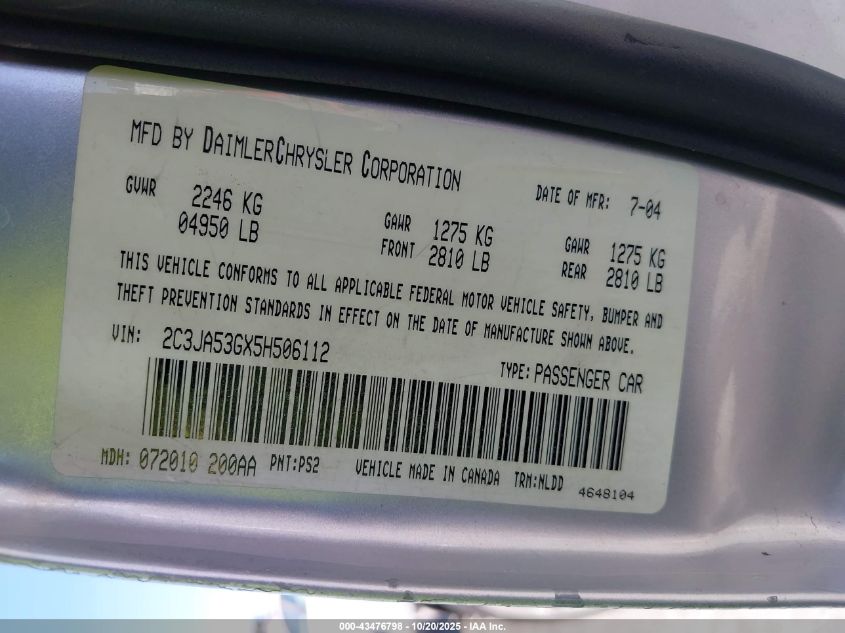 MFD BY DAIMLERCHRYSLER CORPORATION
DATE OF MFR: 7-04
GVWR 2246 KG
04950 LB
GAWR FRONT 1275 KG
2810 LB
GAWR REAR 1275 KG
2810 LB
THIS VEHICLE CONFORMS TO ALL APPLICABLE FEDERAL MOTOR VEHICLE SAFETY, BUMPER AND
THEFT PREVENTION STANDARDS IN EFFECT ON THE DATE OF MANUFACTURE SHOWN ABOVE.
VIN: 2C3JA53GX5H506112
TYPE: PASSENGER CAR
MDH: 072010 200AA PNT:PS2 VEHICLE MADE IN CANADA TRM:NLDD
4648104
000-43476798 - 10/20/2025 - IAA Inc.